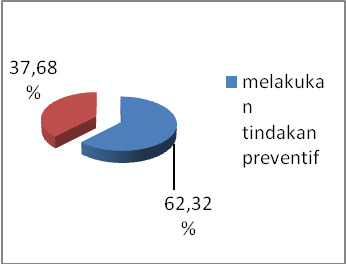 37,68
%
melakuka
n
tindakan
preventif
62,32
%